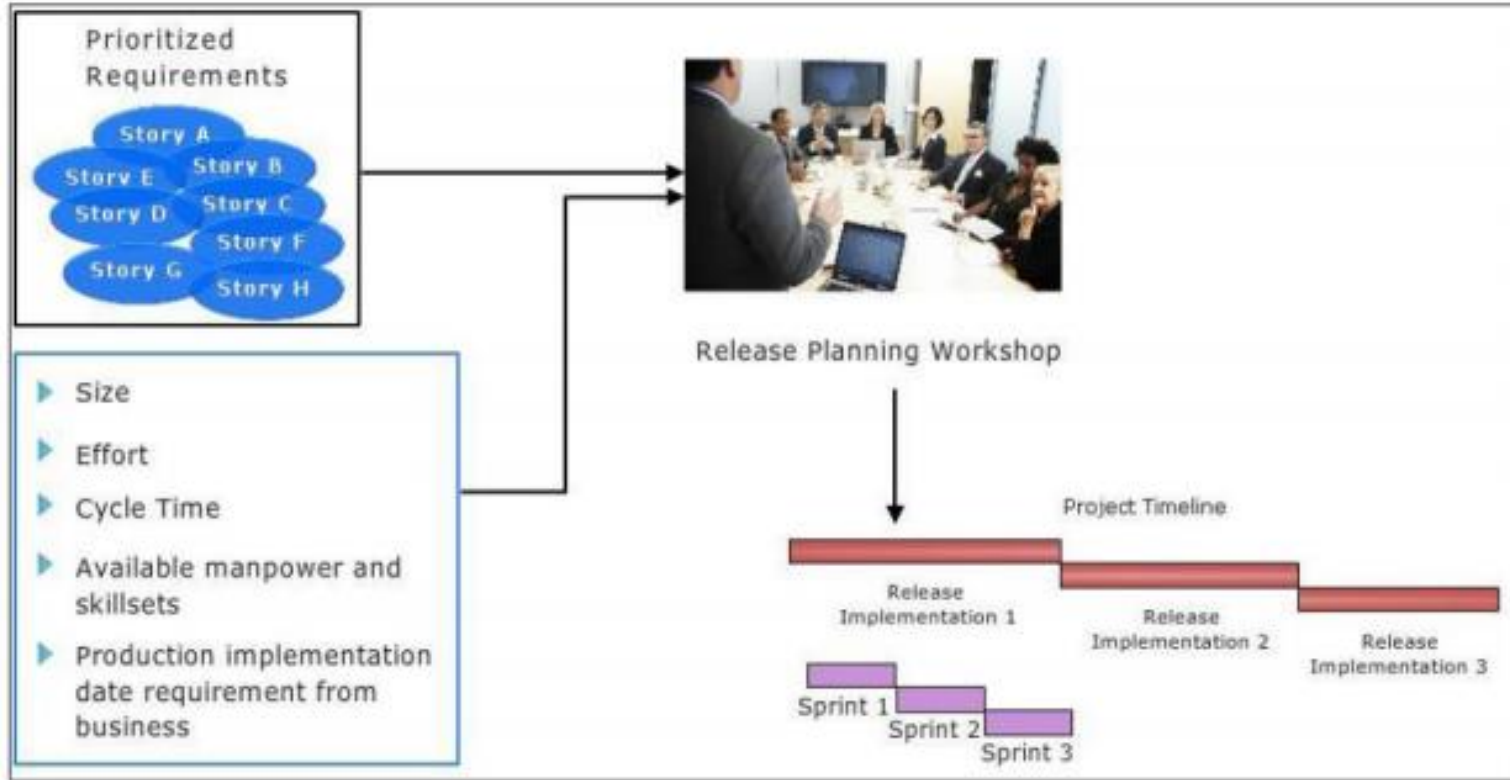 Prioritized
Requirements
Story A
Story B
Storv E
Story C
Story D
Story F
Story G
Story H
Release Planning Workshop
Size
Effort
Cycle Time
Available manpower and
skillsets
Production implementation
date requirement from
business
Project Timeline
Release
Implementation 1
Release
Implementation 2
Release
Implementation 3
Sprint 1
Sprint 2
Sprint 3